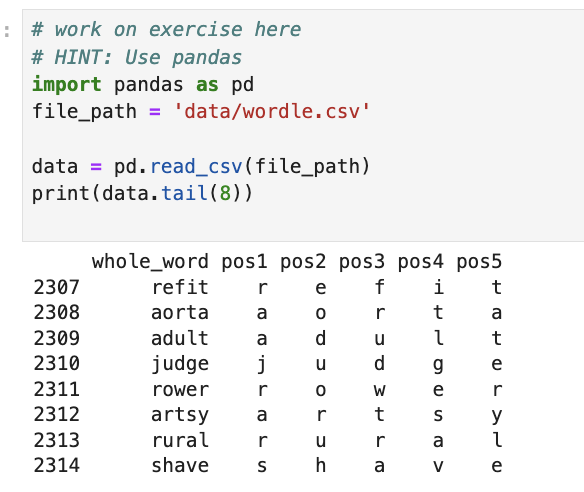 :
# work on exercise here
# HINT: Use pandas
import pandas as pd
file_path = 'data/wordle.csv'
data = pd.read_csv(file_path)
print(data.tail(8))
whole_word pos1 pos2 pos3 pos4 pos5
2307 refit r e f i t
2308 aorta a o r t a
2309 adult a d u l t
2310 judge j u d g e
2311 rower r o w e r
2312 artsy a r t s y
2313 rural r u r a l
2314 shave s h a v e